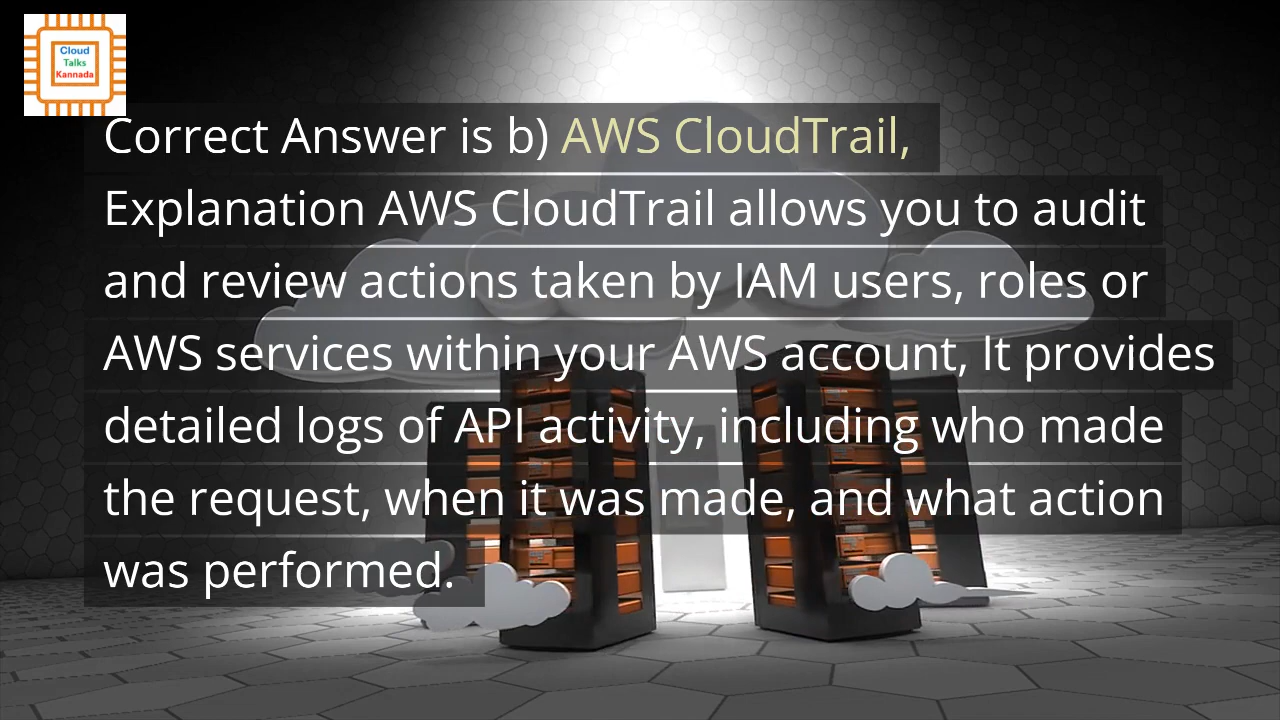 Cloud
Talks
Kannada
Correct Answer is b) AWS CloudTrail,
Explanation AWS CloudTrail allows you to audit
and review actions taken by IAM users, roles or
AWS services within your AWS account, It provides
detailed logs of API activity, including who made
the request, when it was made, and what action
was performed.